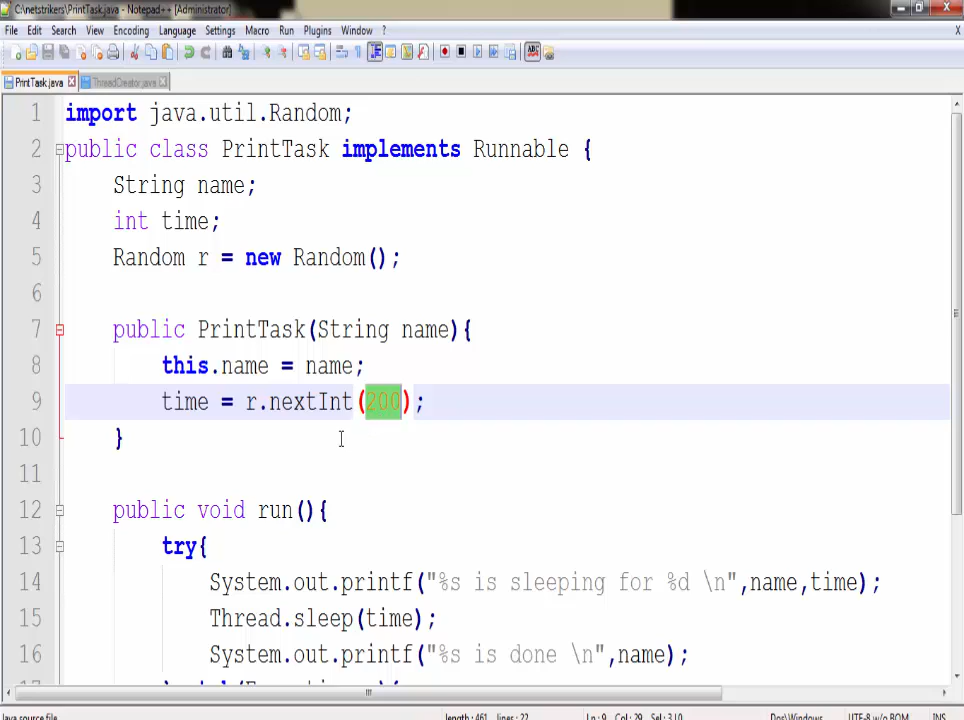 C:\netstrikers\PrintTask.java - Notepad++ [Administrator]
File Edit Search View Encoding Language Settings Macro Run Plugins Window ? X
PrintTask.java ThreadCreator.java
1 import java.util.Random;
2 public class PrintTask implements Runnable {
3 String name;
4 int time;
5 Random r = new Random();
6
7 public PrintTask(String name){
8 this.name = name;
9 time = r.nextInt(200);
10 }
11
12 public void run(){
13 try{
14 System.out.printf("%s is sleeping for %d \n",name,time);
15 Thread.sleep(time);
16 System.out.printf("%s is done \n",name);
Java source file length : 461 lines : 22 Ln : 9 Col : 29 Sel : 3 | 0 Dos\Windows UTF-8 w/o BOM INS